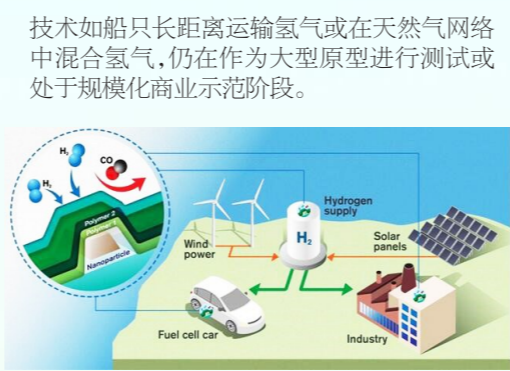 技术如船只长距离运输氢气或在天然气网络
中混合氢气,仍在作为大型原型进行测试或
处于规模化商业示范阶段。
H₂
CO
H₂
Polymer 2
Polymer 1
Nanoparticle
Wind
power
Hydrogen
supply
H₂
Solar
panels
Fuel cell car
Industry